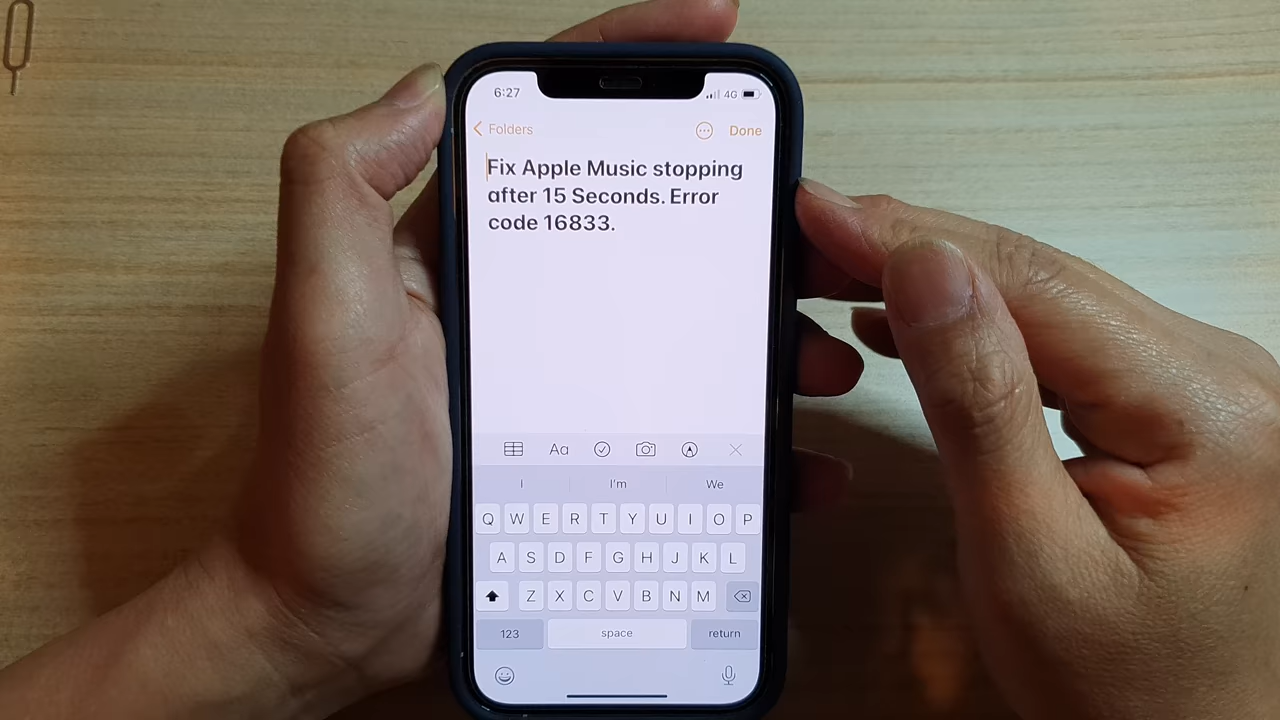 6:27 4G
Folders Done
Fix Apple Music stopping
after 15 Seconds. Error
code 16833.
Aa
I I'm We
Q W E R T Y U I O P
A S D F G H J K L
Z X C V B N M
123 space return